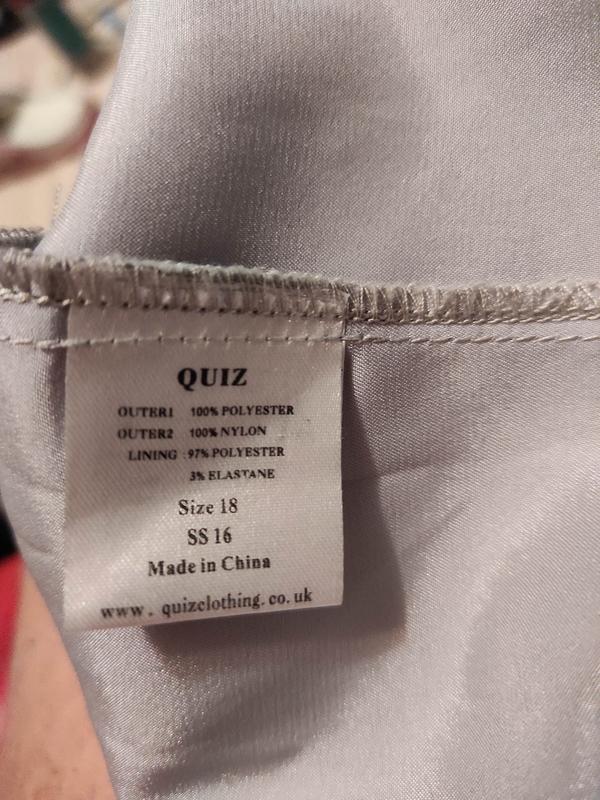 QUIZ
OUTER1 100% POLYESTER
OUTER2 100% NYLON
LINING :97% POLYESTER
3% ELASTANE
Size 18
SS 16
Made in China
www. quizclothing. co. uk